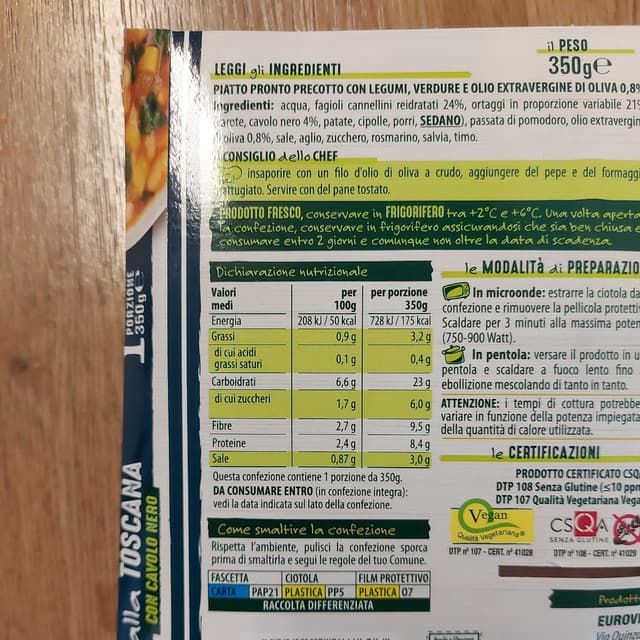 il PESO
350g℮
LEGGI gli INGREDIENTI
PIATTO PRONTO PRECOTTO CON LEGUMI, VERDURE E OLIO EXTRAVERGINE DI OLIVA 0,8%
Ingredienti: acqua, fagioli cannellini reidratati 24%, ortaggi in proporzione variabile 21%
carote, cavolo nero 4%, patate, cipolle, porri, SEDANO), passata di pomodoro, olio extravergin
oliva 0,8%, sale, aglio, zucchero, rosmarino, salvia, timo.
CONSIGLIO dello CHEF
insaporire con un filo d'olio di oliva a crudo, aggiungere del pepe e del formagg
grattugiato. Servire con del pane tostato.
PRODOTTO FRESCO, conservare in FRIGORIFERO tra +2°C e +6°C. Una volta aperta
la confezione, conservare in frigorifero assicurandosi che sia ben chiusa e
consumare entro 2 giorni e comunque non oltre la data di scadenza.
Dichiarazione nutrizionale
Valori medi per 100g per porzione 350g
Energia 208 kJ / 50 kcal 728 kJ / 175 kcal
Grassi 0,9 g 3,2 g
di cui acidi grassi saturi 0,1 g 0,4 g
Carboidrati 6,6 g 23 g
di cui zuccheri 1,7 g 6,0 g
Fibre 2,7 g 9,5 g
Proteine 2,4 g 8,4 g
Sale 0,87 g 3,0 g
Questa confezione contiene 1 porzione da 350g.
DA CONSUMARE ENTRO (in confezione integra):
vedi la data indicata sul lato della confezione.
Come smaltire la confezione
Rispetta l'ambiente, pulisci la confezione sporca
prima di smaltirla e segui le regole del tuo Comune.
FASCETTA CIOTOLA FILM PROTETTIVO
CARTA PAP21 PLASTICA PP5 PLASTICA 07
RACCOLTA DIFFERENZIATA
le MODALITà di PREPARAZIO
In microonde: estrarre la ciotola da
confezione e rimuovere la pellicola protetti
Scaldare per 3 minuti alla massima poten
(750-900 Watt).
In pentola: versare il prodotto in u
pentola e scaldare a fuoco lento fino
ebollizione mescolando di tanto in tanto.
ATTENZIONE: i tempi di cottura potrebbe
variare in funzione della potenza impiegata
della quantità di calore utilizzata.
le CERTIFICAZIONI
PRODOTTO CERTIFICATO CSQA
DTP 108 Senza Glutine (≤10 ppm
DTP 107 Qualità Vegetariana Vega
Vegan
Qualità Vegetariana®
CSQA
SENZA GLUTINE
DTP n° 107 - CERT. n° 41028
DTP n° 108 - CERT. n° 41029
Prodott
EUROV
Via Quinz
1 PORZIONE
350g℮
alla TOSCANA
CON CAVOLO NERO